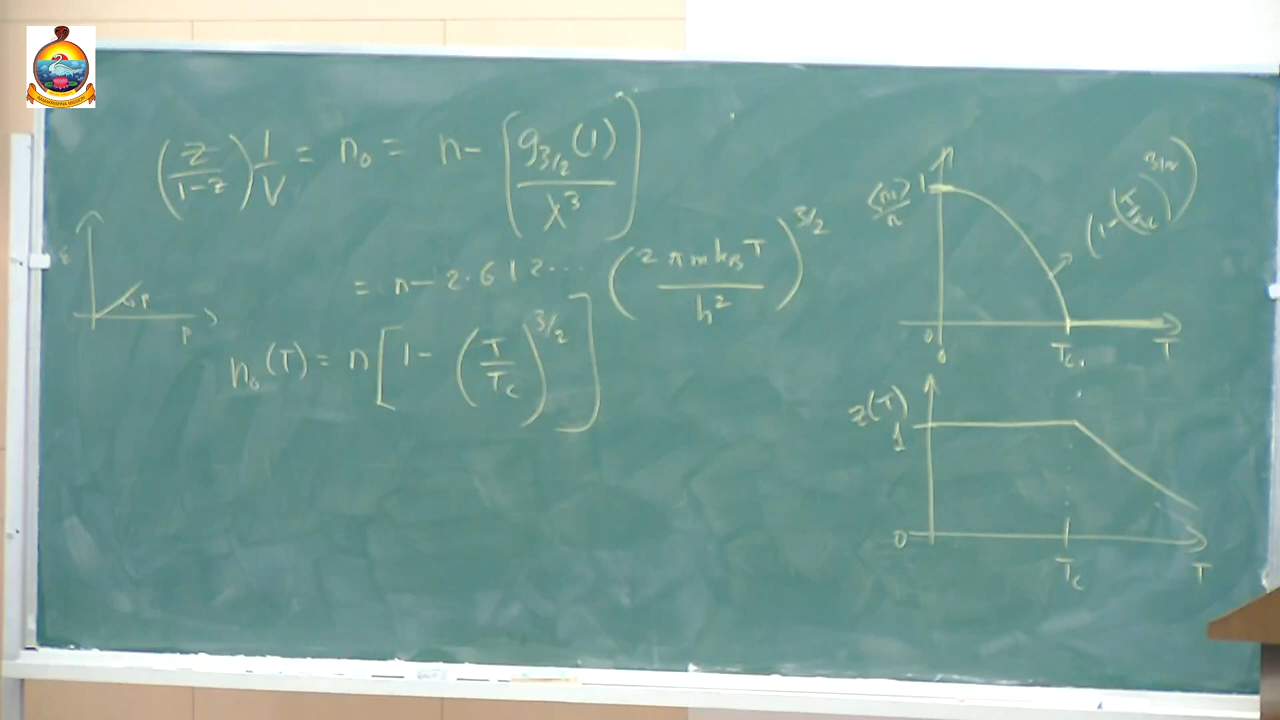 (z/(1-z)) 1/V = n₀ = n - [g_{3/2}(1)/λ³]
= n - 2.612... (2πmk_BT/h²)^{3/2}
n₀(T) = n[1 - (T/T_c)^{3/2}]
P
⟨n₀⟩/n
1
(1-(T/T_c)^{3/2})
0
0
T_c
T
z(T)
1
0
T_c
T